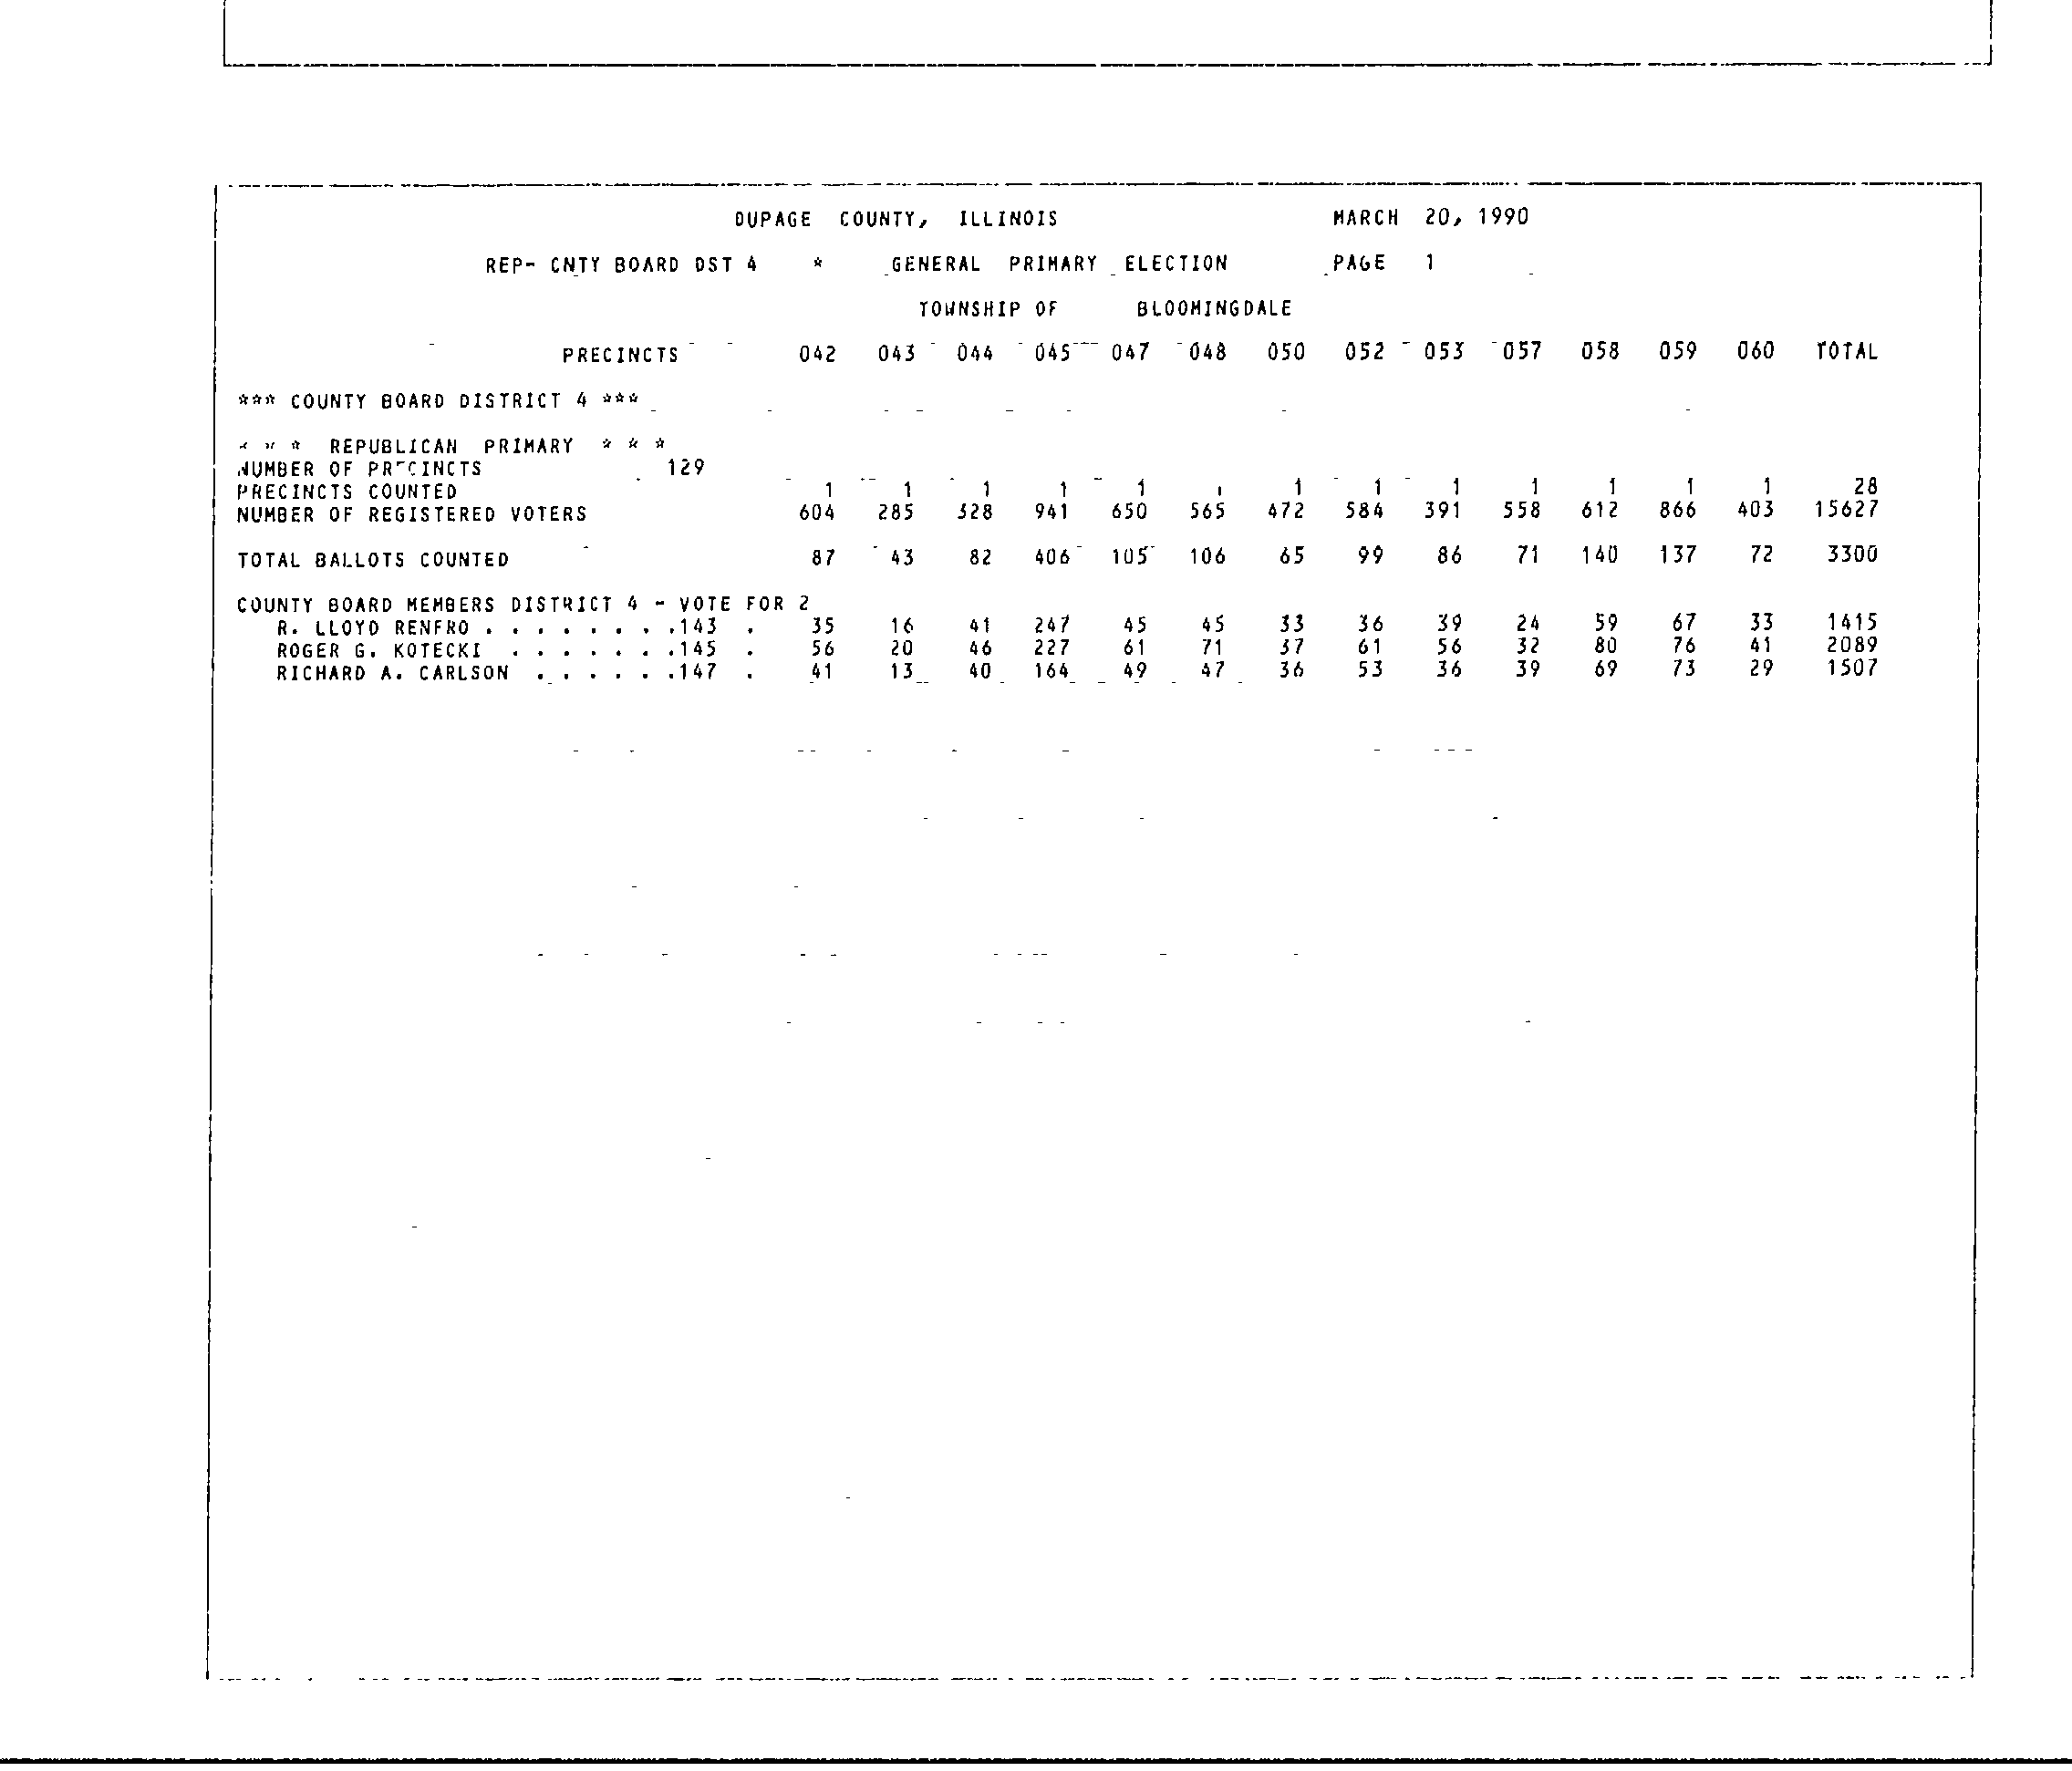 DUPAGE COUNTY, ILLINOIS MARCH 20, 1990
REP- CNTY BOARD DST 4 * GENERAL PRIMARY ELECTION PAGE 1
TOWNSHIP OF BLOOMINGDALE
PRECINCTS 042 043 044 045 047 048 050 052 053 057 058 059 060 TOTAL
*** COUNTY BOARD DISTRICT 4 ***
* * * REPUBLICAN PRIMARY * * *
NUMBER OF PRECINCTS 129
PRECINCTS COUNTED 1 1 1 1 1 1 1 1 1 1 1 1 1 28
NUMBER OF REGISTERED VOTERS 604 285 328 941 650 565 472 584 391 558 612 866 403 15627
TOTAL BALLOTS COUNTED 87 43 82 406 105 106 65 99 86 71 140 137 72 3300
COUNTY BOARD MEMBERS DISTRICT 4 - VOTE FOR 2
R. LLOYD RENFRO . . . . . . . .143 . 35 16 41 247 45 45 33 36 39 24 59 67 33 1415
ROGER G. KOTECKI . . . . . . .145 . 56 20 46 227 61 71 37 61 56 32 80 76 41 2089
RICHARD A. CARLSON . . . . . .147 . 41 13 40 164 49 47 36 53 36 39 69 73 29 1507